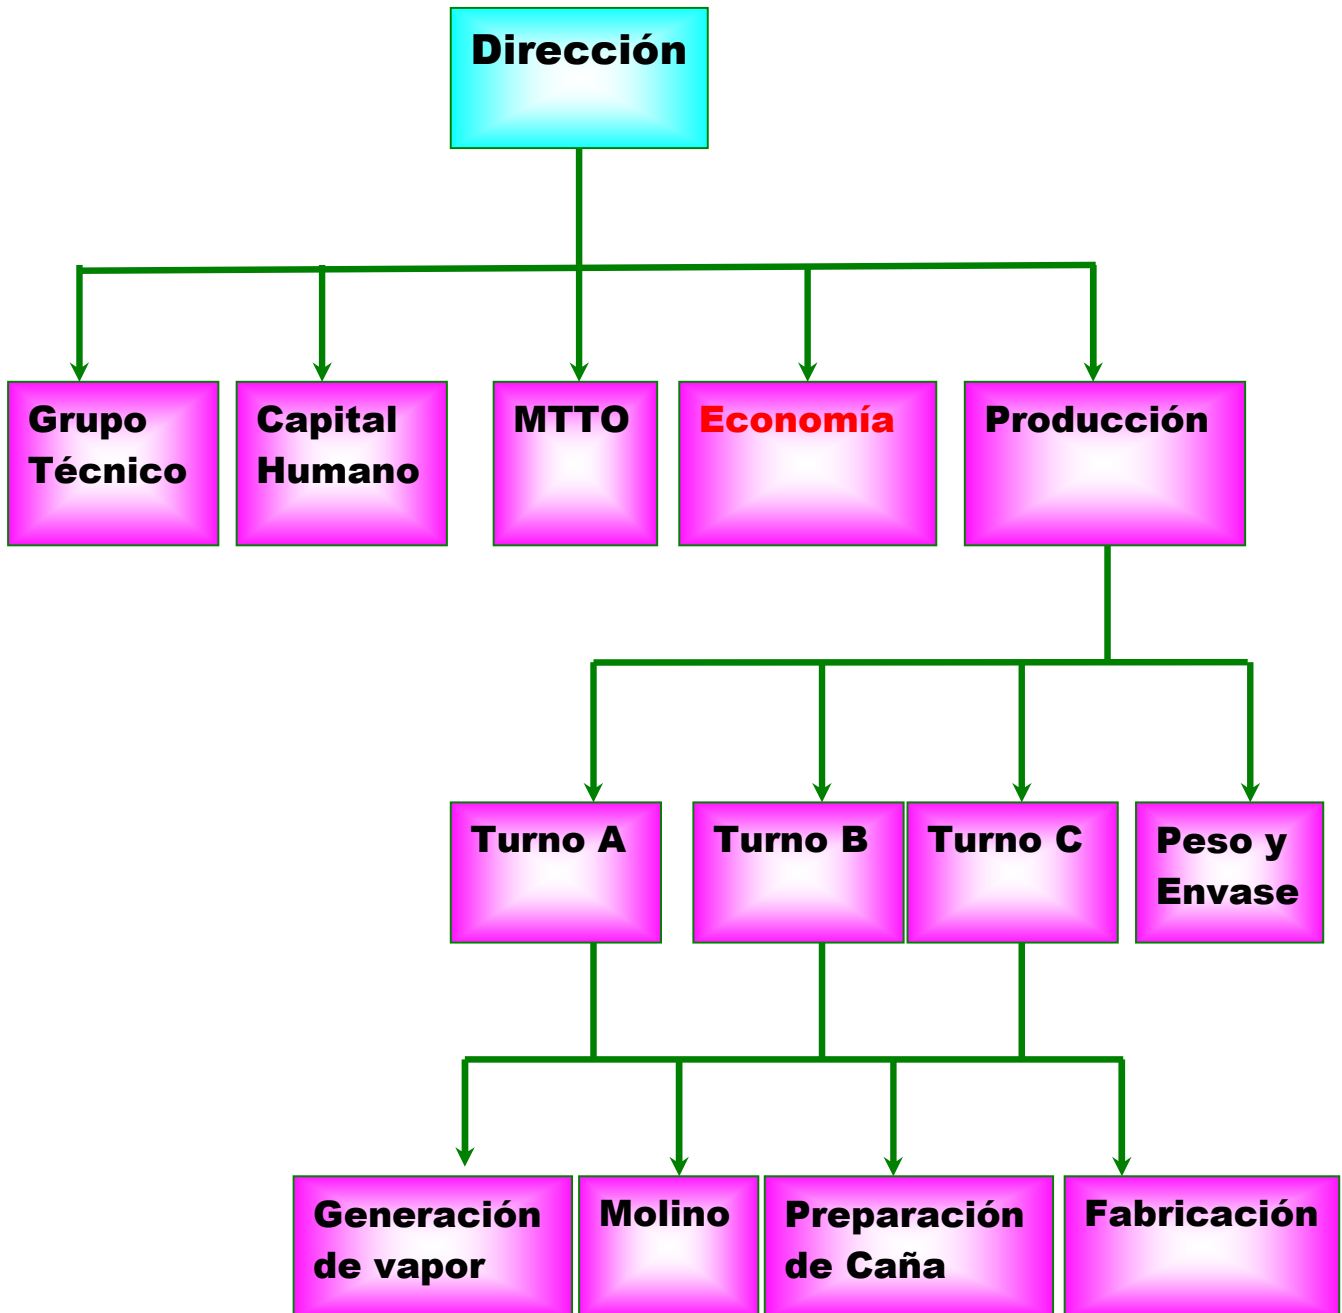 Dirección
Grupo
Técnico
Capital
Humano
MTTO
Economía
Producción
Turno A
Turno B
Turno C
Peso y
Envase
Generación
de vapor
Molino
Preparación
de Caña
Fabricación